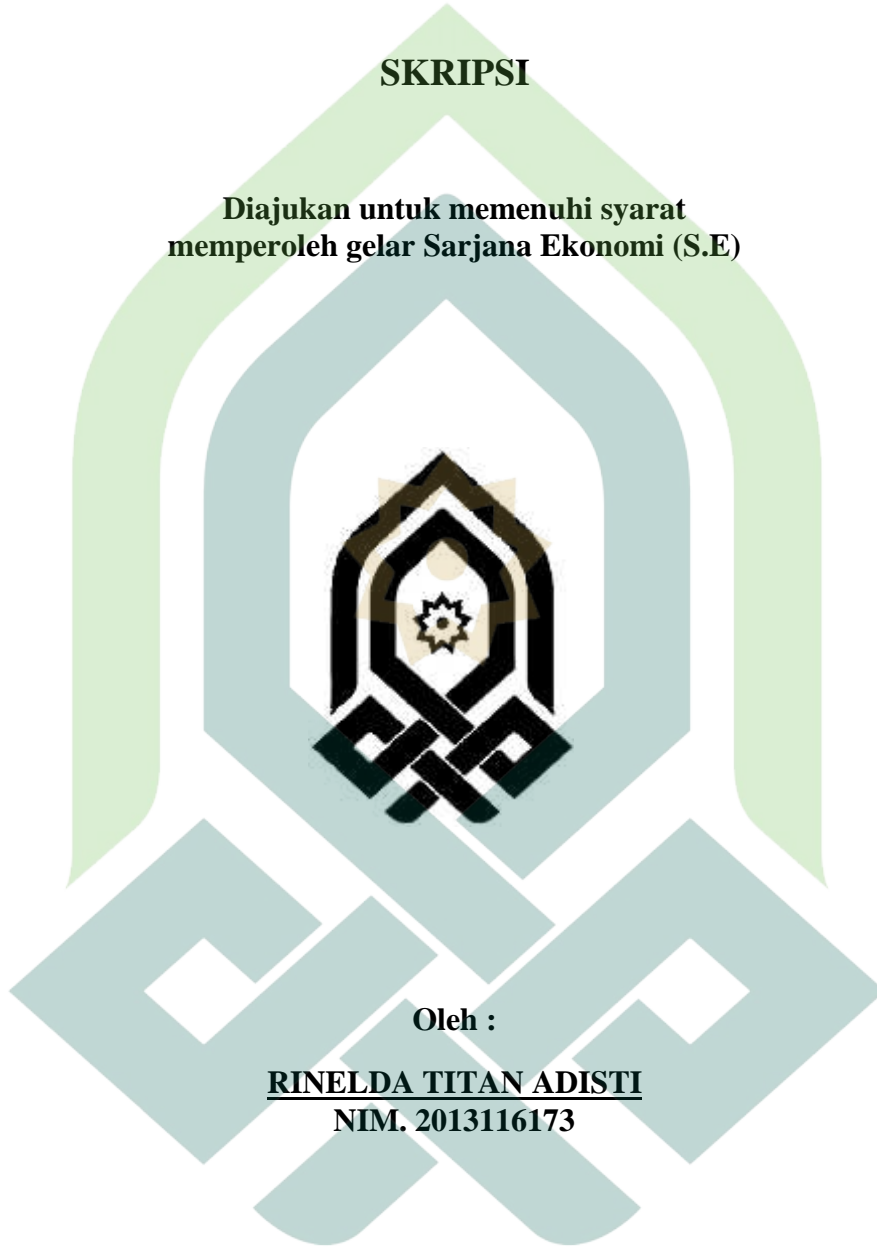 SKRIPSI
Diajukan untuk memenuhi syarat
memperoleh gelar Sarjana Ekonomi (S.E)
Oleh :
RINELDA TITAN ADISTI
NIM. 2013116173